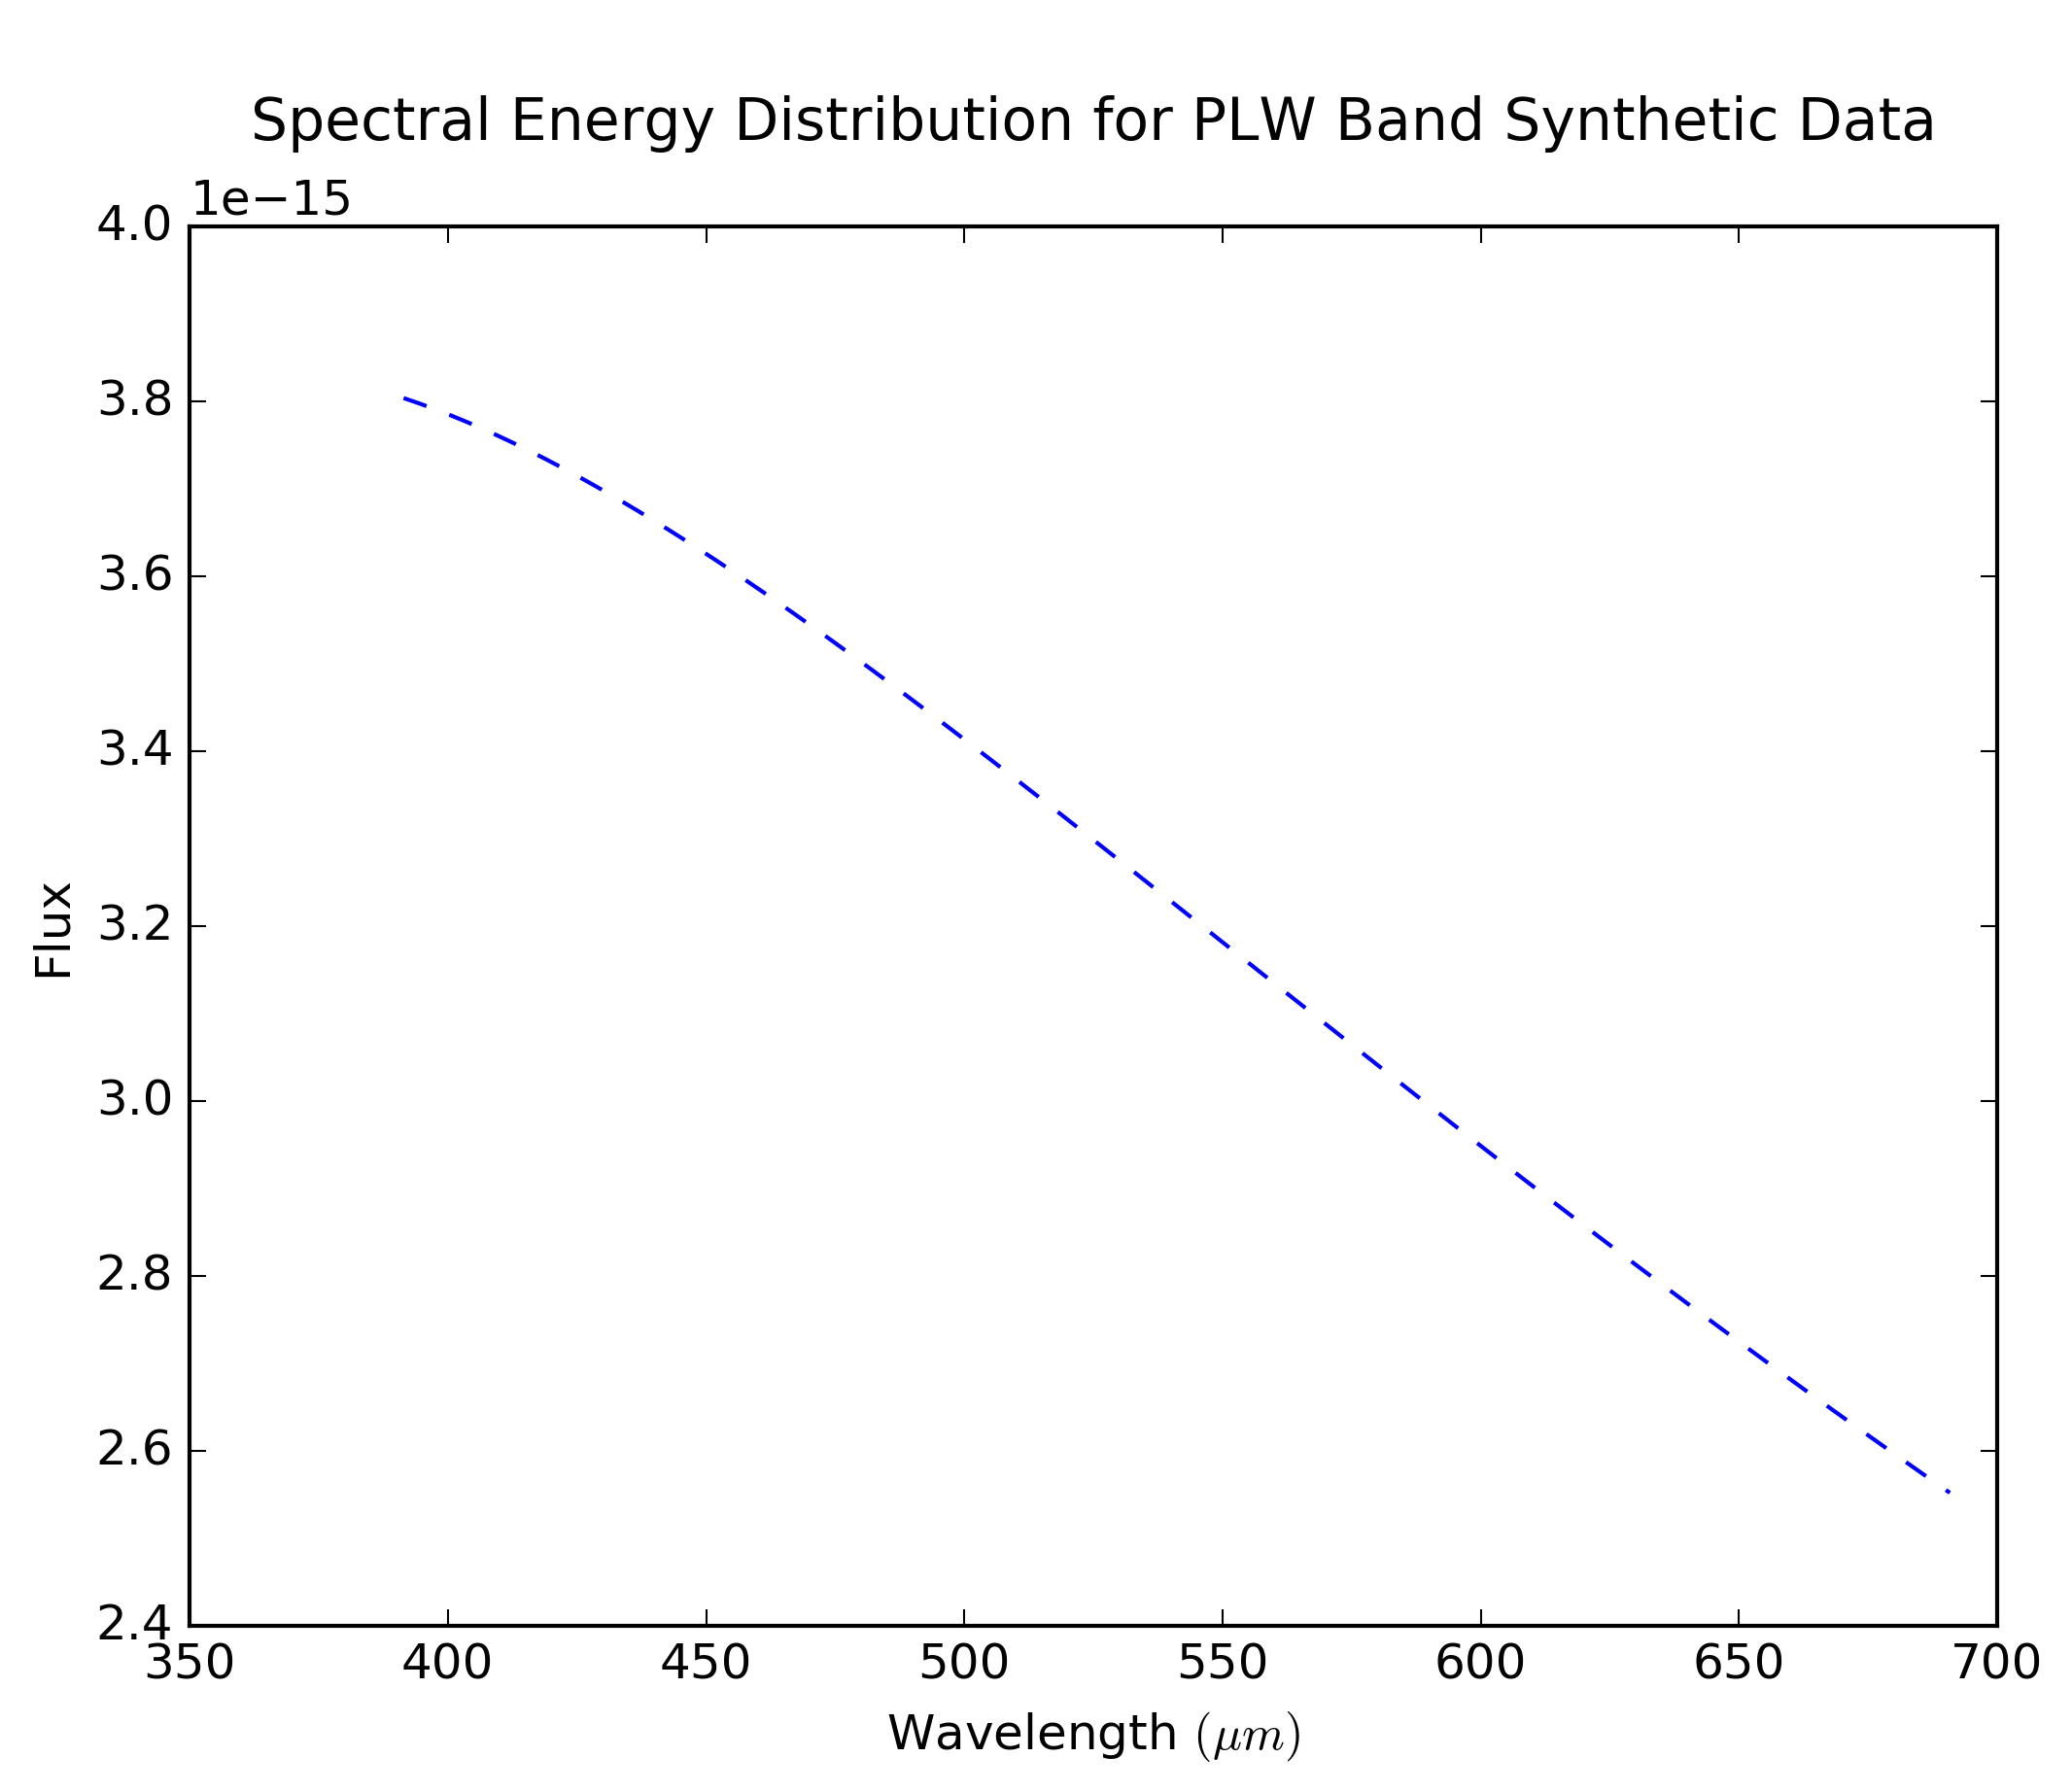 Spectral Energy Distribution for PLW Band Synthetic Data
1e−15
4.0
3.8
3.6
3.4
3.2
3.0
2.8
2.6
2.4
Flux
350 400 450 500 550 600 650 700
Wavelength (μm)